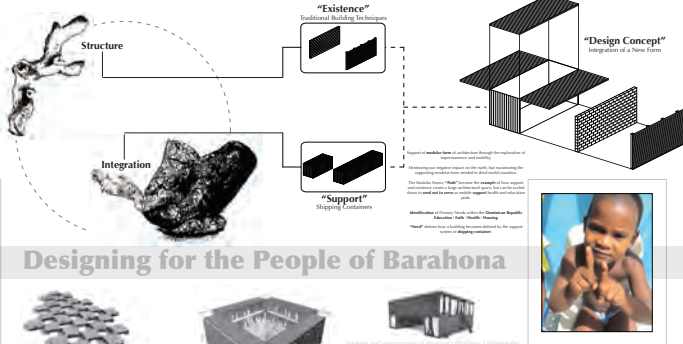 “Existence”
Traditional Building Techniques
Structure
“Design Concept”
Integration of a New Form
Integration
“Support”
Shipping Containers
Support of modular form of architecture through the exploration of
impermanence and mobility.
Minimizing our negative impact on the earth, but maximizing the
supporting modular form needed in third world countries.
The Modular Forms, “Pods” become the example of how support
and existence create a large architectural space, but can be scaled
down to send out to serve as mobile support health and education
pods.
Identification of Primary Needs within the Dominican Republic
Education / Faith / Health / Housing
“Need” defines how a building becomes defined by the support
system of shipping container.
Designing for the People of Barahona